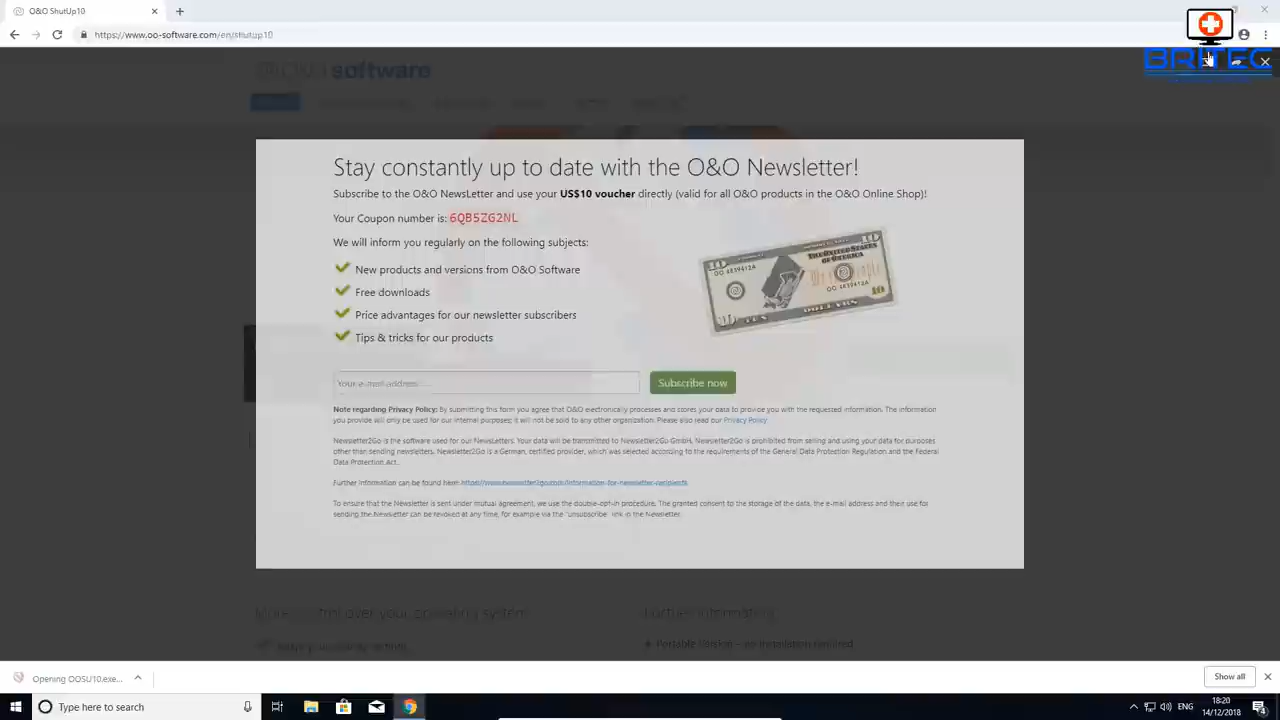 O&O ShutUp10
https://www.oo-software.com/en/shutup10
BRITEC
software
Stay constantly up to date with the O&O Newsletter!
Subscribe to the O&O NewsLetter and use your US$10 voucher directly (valid for all O&O products in the O&O Online Shop)!
Your Coupon number is: 6QB5ZG2NL
We will inform you regularly on the following subjects:
New products and versions from O&O Software
Free downloads
Price advantages for our newsletter subscribers
Tips & tricks for our products
Your e-mail address ...
Subscribe now
Note regarding Privacy Policy: By submitting this form you agree that O&O electronically processes and stores your data to provide you with the requested information. The information
you provide will only be used for our internal purposes; it will not be sold to any other organization. Please also read our Privacy Policy
Newsletter2Go is the software used for our NewsLetters. Your data will be transmitted to Newsletter2Go GmbH. Newsletter2Go is prohibited from selling and using your data for purposes
other than sending newsletters. Newsletter2Go is a German, certified provider, which was selected according to the requirements of the General Data Protection Regulation and the Federal
Data Protection Act..
Further information can be found here: https://www.newsletter2go.com/information-for-newsletter-recipients
To ensure that the Newsletter is sent under mutual agreement, we use the double-opt-in procedure. The granted consent to the storage of the data, the e-mail address and their use for
sending the Newsletter can be revoked at any time, for example via the "unsubscribe" link in the Newsletter.
More control over your operating system
Further information
Portable Version – no installation required
Opening OOSU10.exe...
Show all
Type here to search
ENG
18:20
14/12/2018
4